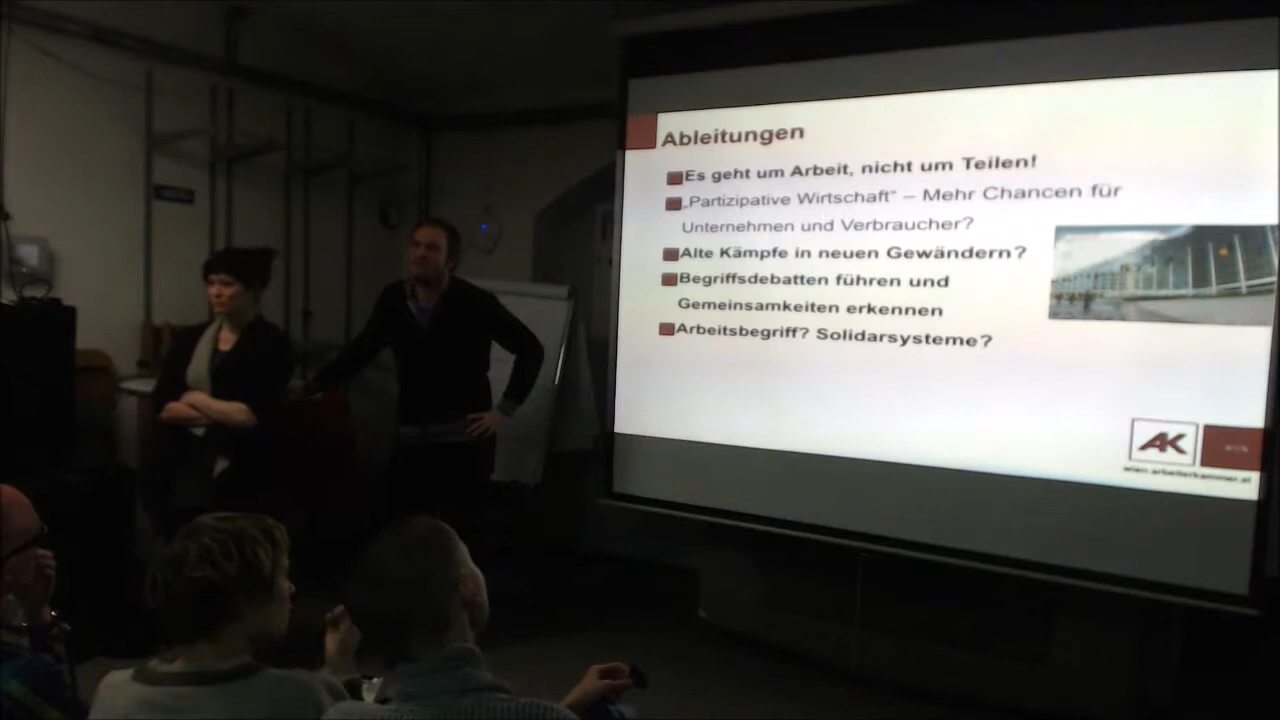 Ableitungen
Es geht um Arbeit, nicht um Teilen!
„Partizipative Wirtschaft“ – Mehr Chancen für
Unternehmen und Verbraucher?
Alte Kämpfe in neuen Gewändern?
Begriffsdebatten führen und
Gemeinsamkeiten erkennen
Arbeitsbegriff? Solidarsysteme?
AK
wien.arbeiterkammer.at